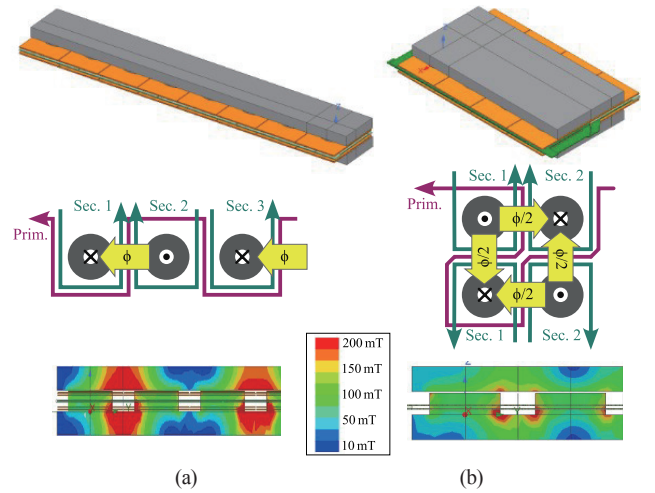 Sec. 1
Sec. 2
Sec. 3
Prim.
ϕ
ϕ
Sec. 1
Sec. 2
Prim.
ϕ/2
ϕ/2
ϕ/2
ϕ/2
Sec. 1
Sec. 2
200 mT
150 mT
100 mT
50 mT
10 mT
(a)
(b)